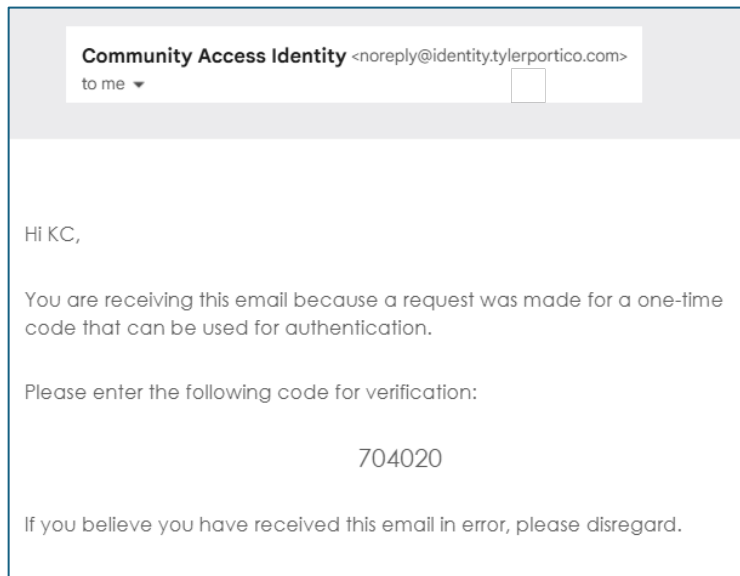 Community Access Identity <noreply@identity.tylerportico.com>
to me
Hi KC,
You are receiving this email because a request was made for a one-time
code that can be used for authentication.
Please enter the following code for verification:
704020
If you believe you have received this email in error, please disregard.